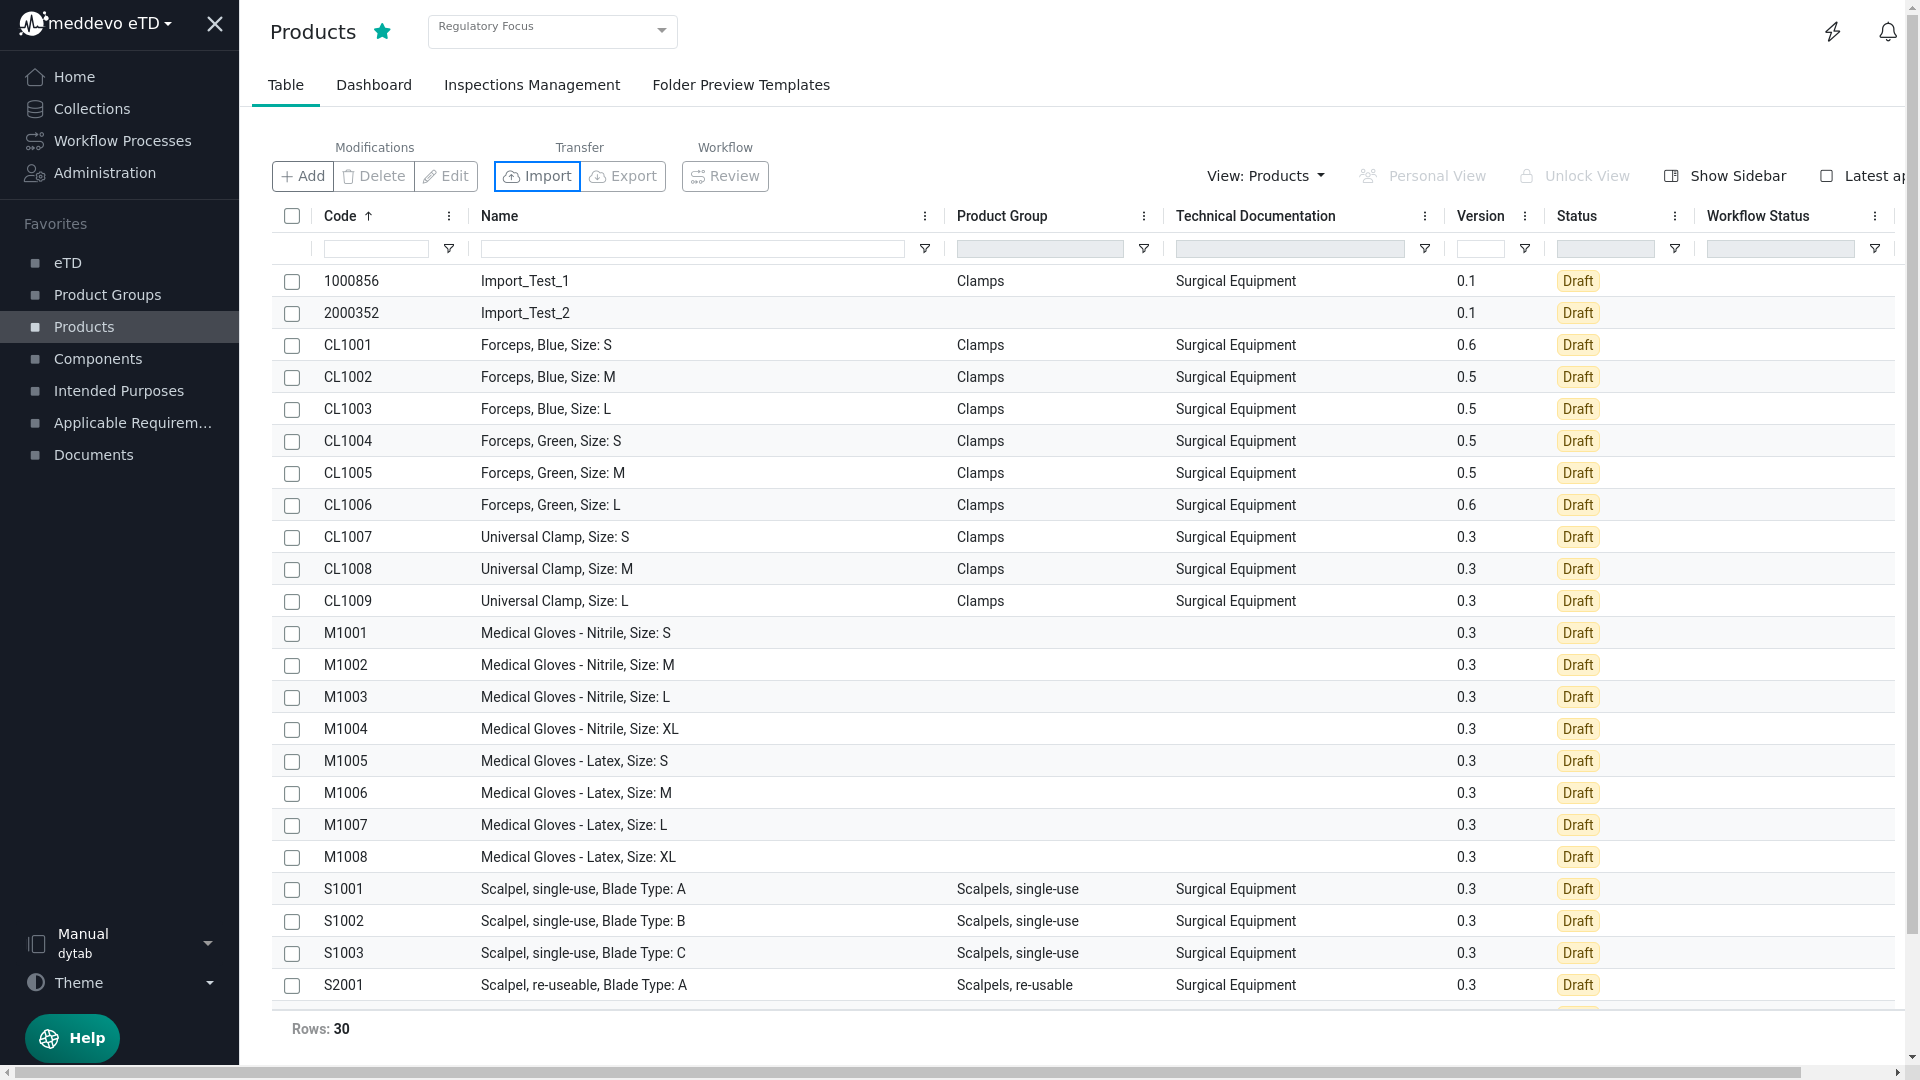 meddevo eTD
Home
Collections
Workflow Processes
Administration
Favorites
eTD
Product Groups
Products
Components
Intended Purposes
Applicable Requirem...
Documents
Manual
dytab
Theme
Help
Products
Regulatory Focus
Table Dashboard Inspections Management Folder Preview Templates
Modifications Transfer Workflow
Add Delete Edit Import Export Review View: Products Personal View Unlock View Show Sidebar Latest ap
Code Name Product Group Technical Documentation Version Status Workflow Status
1000856 Import_Test_1 Clamps Surgical Equipment 0.1 Draft
2000352 Import_Test_2 0.1 Draft
CL1001 Forceps, Blue, Size: S Clamps Surgical Equipment 0.6 Draft
CL1002 Forceps, Blue, Size: M Clamps Surgical Equipment 0.5 Draft
CL1003 Forceps, Blue, Size: L Clamps Surgical Equipment 0.5 Draft
CL1004 Forceps, Green, Size: S Clamps Surgical Equipment 0.5 Draft
CL1005 Forceps, Green, Size: M Clamps Surgical Equipment 0.5 Draft
CL1006 Forceps, Green, Size: L Clamps Surgical Equipment 0.6 Draft
CL1007 Universal Clamp, Size: S Clamps Surgical Equipment 0.3 Draft
CL1008 Universal Clamp, Size: M Clamps Surgical Equipment 0.3 Draft
CL1009 Universal Clamp, Size: L Clamps Surgical Equipment 0.3 Draft
M1001 Medical Gloves - Nitrile, Size: S 0.3 Draft
M1002 Medical Gloves - Nitrile, Size: M 0.3 Draft
M1003 Medical Gloves - Nitrile, Size: L 0.3 Draft
M1004 Medical Gloves - Nitrile, Size: XL 0.3 Draft
M1005 Medical Gloves - Latex, Size: S 0.3 Draft
M1006 Medical Gloves - Latex, Size: M 0.3 Draft
M1007 Medical Gloves - Latex, Size: L 0.3 Draft
M1008 Medical Gloves - Latex, Size: XL 0.3 Draft
S1001 Scalpel, single-use, Blade Type: A Scalpels, single-use Surgical Equipment 0.3 Draft
S1002 Scalpel, single-use, Blade Type: B Scalpels, single-use Surgical Equipment 0.3 Draft
S1003 Scalpel, single-use, Blade Type: C Scalpels, single-use Surgical Equipment 0.3 Draft
S2001 Scalpel, re-useable, Blade Type: A Scalpels, re-usable Surgical Equipment 0.3 Draft
Rows: 30